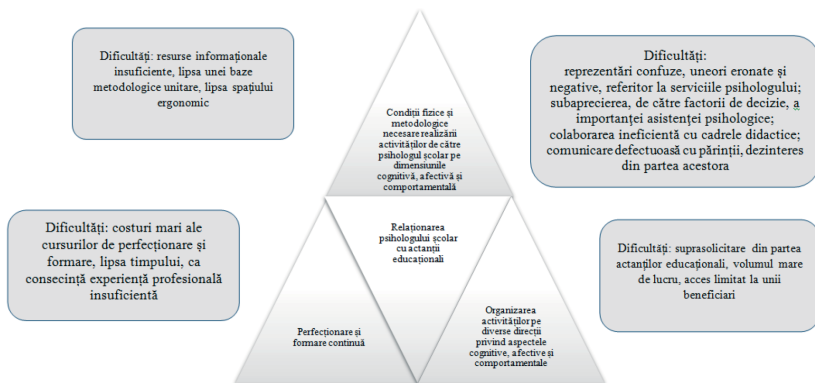 Dificultăți: resurse informaționale
insuficiente, lipsa unei baze
metodologice unitare, lipsa spațiului
ergonomic
Dificultăți:
reprezentări confuze, uneori eronate și
negative, referitor la serviciile psihologului;
subaprecierea, de către factorii de decizie, a
importanței asistenței psihologice;
colaborarea ineficientă cu cadrele didactice;
comunicare defectuoasă cu părinții, dezinteres
din partea acestora
Condiții fizice și
metodologice
necesare realizării
activităților de către
psihologul școlar pe
dimensiunile
cognitivă, afectivă și
comportamentală
Dificultăți: costuri mari ale
cursurilor de perfecționare și
formare, lipsa timpului, ca
consecință experiență profesională
insuficientă
Relaționarea
psihologului școlar
cu actanții
educaționali
Dificultăți: suprasolicitare din partea
actanților educaționali, volumul mare
de lucru, acces limitat la unii
beneficiari
Perfecționare și
formare continuă
Organizarea
activităților pe
diverse direcții
privind aspectele
cognitive, afective și
comportamentale